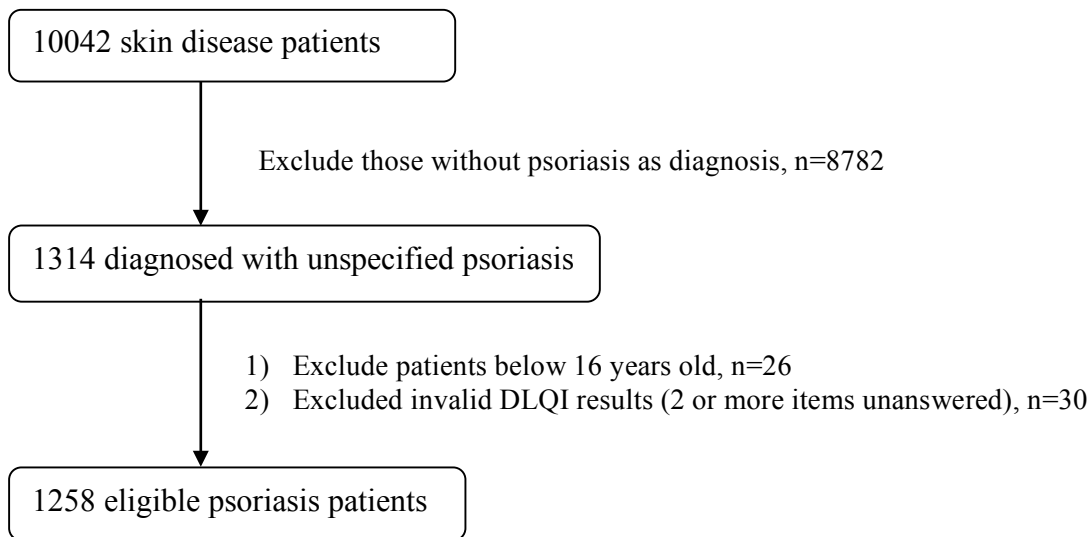 10042 skin disease patients
Exclude those without psoriasis as diagnosis, n=8782
1314 diagnosed with unspecified psoriasis
1) Exclude patients below 16 years old, n=26
2) Excluded invalid DLQI results (2 or more items unanswered), n=30
1258 eligible psoriasis patients